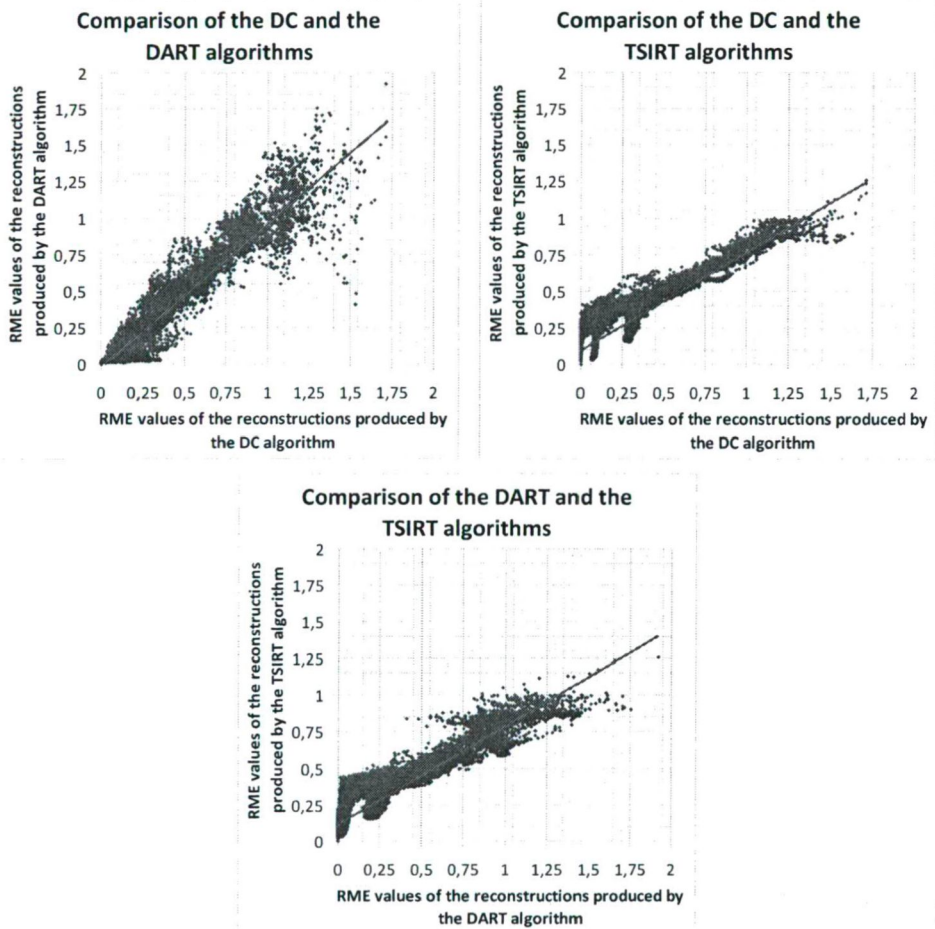 Comparison of the DC and the
DART algorithms
RME values of the reconstructions
produced by the DART algorithm
2
1,75
1,5
1,25
1
0,75
0,5
0,25
0
0 0,25 0,5 0,75 1 1,25 1,5 1,75 2
RME values of the reconstructions produced by
the DC algorithm
Comparison of the DC and the
TSIRT algorithms
RME values of the reconstructions
produced by the TSIRT algorithm
2
1,75
1,5
1,25
1
0,75
0,5
0,25
0
0 0,25 0,5 0,75 1 1,25 1,5 1,75 2
RME values of the reconstructions produced by
the DC algorithm
Comparison of the DART and the
TSIRT algorithms
RME values of the reconstructions
produced by the TSIRT algorithm
2
1,75
1,5
1,25
1
0,75
0,5
0,25
0
0 0,25 0,5 0,75 1 1,25 1,5 1,75 2
RME values of the reconstructions produced by
the DART algorithm